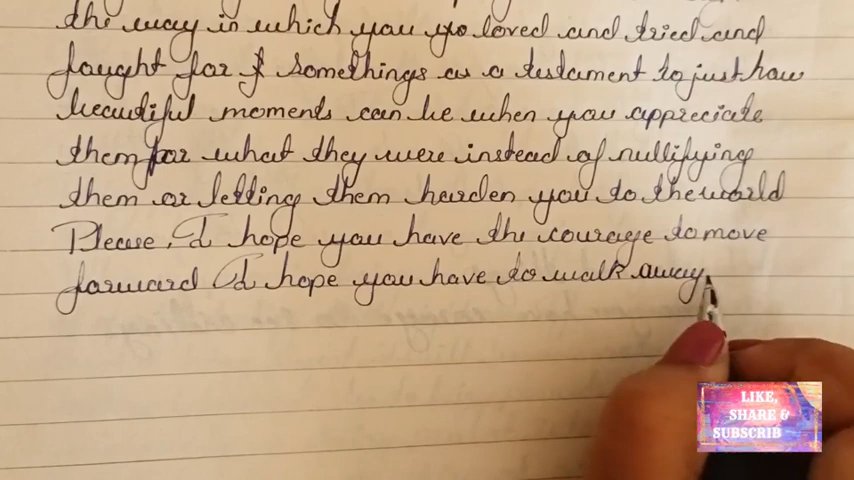 the way in which you yo loved and tried and
fought for I somethings as a testament to just how
beautiful moments can be when you appreciate
them for what they were instead of nullifying
them or letting them harden you to the world
Please, I hope you have the courage to move
forward I hope you have to walk away
LIKE,
SHARE &
SUBSCRIB